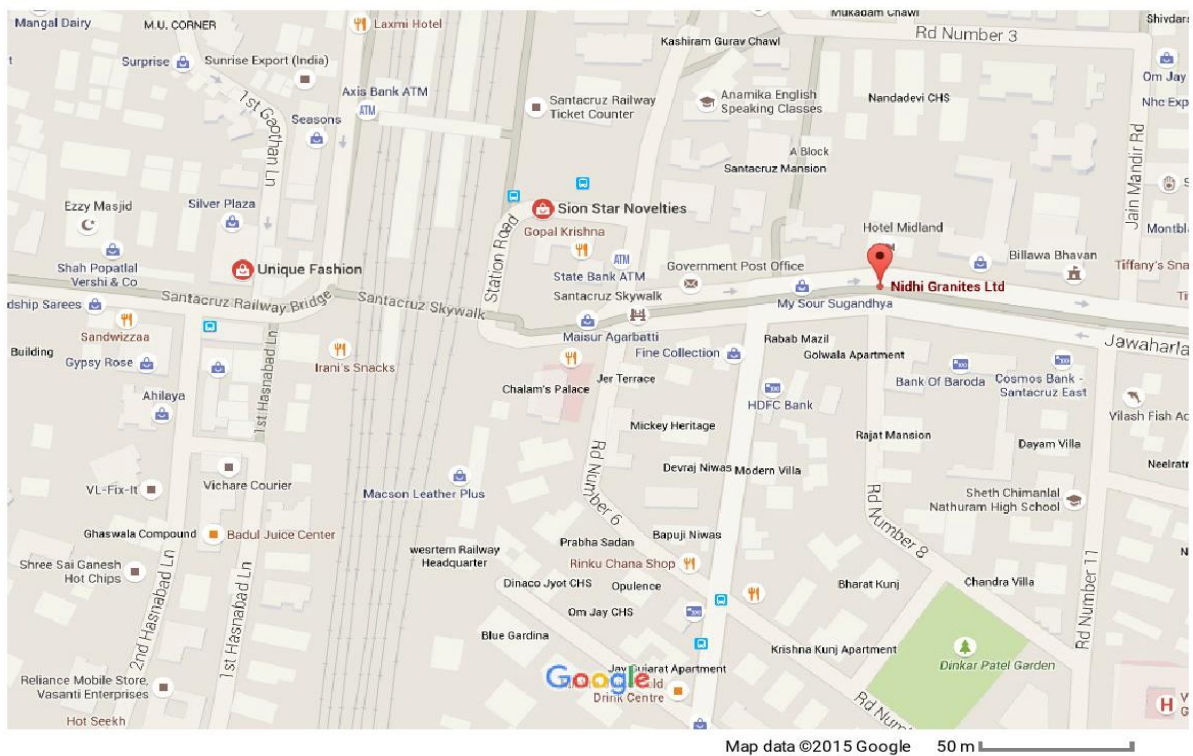 Mangal Dairy
M.U. CORNER
Laxmi Hotel
Mukadam Chawl
Shivdars
Rd Number 3
Kashiram Gurav Chawl
Surprise
Sunrise Export (India)
Om Jay
Axis Bank ATM
ATM
Santacruz Railway
Ticket Counter
Anamika English
Speaking Classes
Nandadevi CHS
Nhc Exp
1st Gaothan Ln
Seasons
A Block
Santacruz Mansion
Jain Mandir Rd
Ezzy Masjid
Silver Plaza
Sion Star Novelties
Gopal Krishna
Hotel Midland
Montbl
Station Road
Shah Popatlal
Vershi & Co
Unique Fashion
State Bank ATM
ATM
Government Post Office
Billawa Bhavan
Tiffany's Sna
Nidhi Granites Ltd
dship Sarees
Santacruz Railway Bridge
Santacruz Skywalk
Santacruz Skywalk
My Sour Sugandhya
Sandwizzaa
Maisur Agarbatti
Rabab Mazil
Jawaharla
Building
Gypsy Rose
Irani's Snacks
Fine Collection
Golwala Apartment
1st Hasnabad Ln
Chalam's Palace
Jer Terrace
Bank Of Baroda
Cosmos Bank -
Santacruz East
Ahilaya
HDFC Bank
Vilash Fish Aq
Mickey Heritage
Rajat Mansion
Dayam Villa
Rd Number 6
Devraj Niwas
Modern Villa
Neelratn
VL-Fix-It
Vichare Courier
Macson Leather Plus
Sheth Chimanlal
Nathuram High School
Rd Number 8
Ghaswala Compound
Badul Juice Center
Prabha Sadan
Bapuji Niwas
wesrtern Railway
Headquarter
Shree Sai Ganesh
Hot Chips
Rinku Chana Shop
Rd Number 11
Dinaco Jyot CHS
Opulence
Bharat Kunj
Chandra Villa
2nd Hasnabad Ln
1st Hasnabad Ln
Om Jay CHS
Blue Gardina
Krishna Kunj Apartment
Dinkar Patel Garden
Jay Gujarat Apartment
Google
Drink Centre
Reliance Mobile Store,
Vasanti Enterprises
Rd Num
H
Hot Seekh
Map data ©2015 Google 50 m